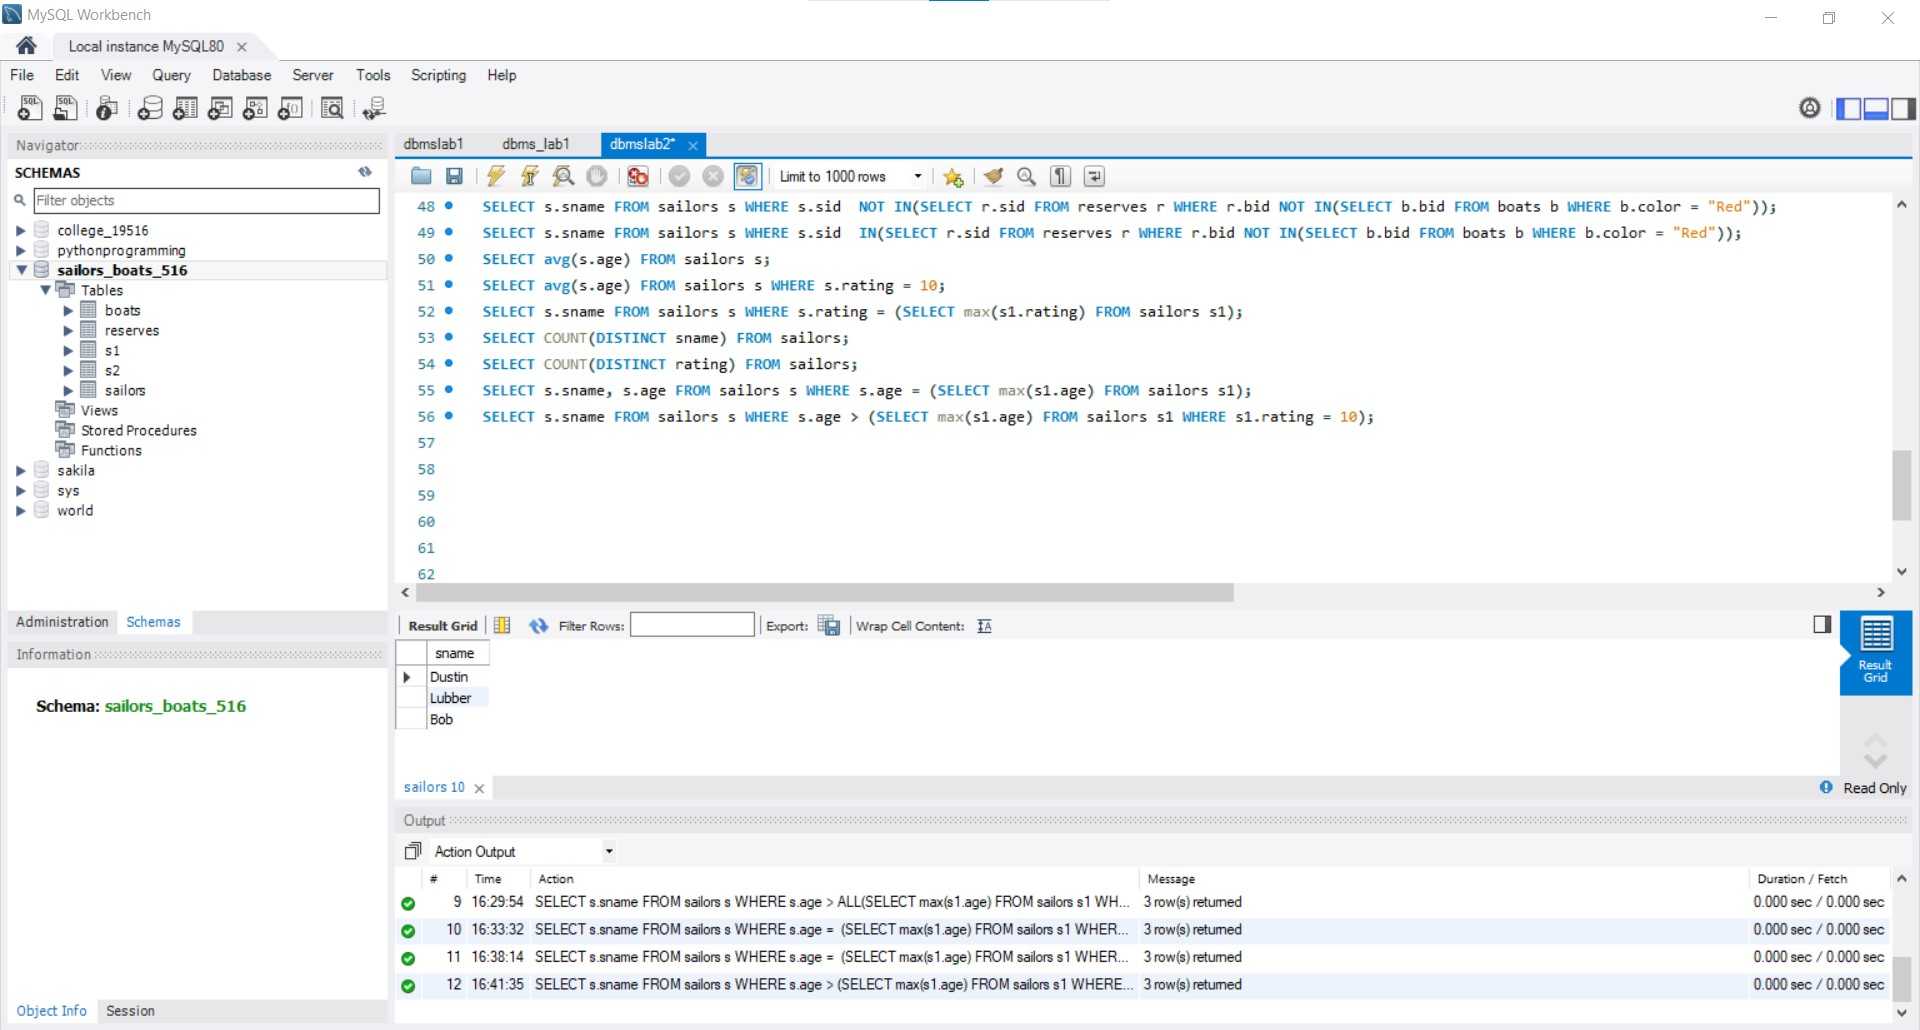 MySQL Workbench
Local instance MySQL80
File Edit View Query Database Server Tools Scripting Help
Navigator
SCHEMAS
Filter objects
college_19516
pythonprogramming
sailors_boats_516
Tables
boats
reserves
s1
s2
sailors
Views
Stored Procedures
Functions
sakila
sys
world
Administration Schemas
Information
Schema: sailors_boats_516
Object Info Session
dbmslab1 dbms_lab1 dbmslab2*
Limit to 1000 rows
48 SELECT s.sname FROM sailors s WHERE s.sid  NOT IN(SELECT r.sid FROM reserves r WHERE r.bid NOT IN(SELECT b.bid FROM boats b WHERE b.color = "Red"));
49 SELECT s.sname FROM sailors s WHERE s.sid  IN(SELECT r.sid FROM reserves r WHERE r.bid NOT IN(SELECT b.bid FROM boats b WHERE b.color = "Red"));
50 SELECT avg(s.age) FROM sailors s;
51 SELECT avg(s.age) FROM sailors s WHERE s.rating = 10;
52 SELECT s.sname FROM sailors s WHERE s.rating = (SELECT max(s1.rating) FROM sailors s1);
53 SELECT COUNT(DISTINCT sname) FROM sailors;
54 SELECT COUNT(DISTINCT rating) FROM sailors;
55 SELECT s.sname, s.age FROM sailors s WHERE s.age = (SELECT max(s1.age) FROM sailors s1);
56 SELECT s.sname FROM sailors s WHERE s.age > (SELECT max(s1.age) FROM sailors s1 WHERE s1.rating = 10);
57
58
59
60
61
62
Result Grid Filter Rows: Export: Wrap Cell Content:
sname
Dustin
Lubber
Bob
Result
Grid
sailors 10
Read Only
Output
Action Output
# Time Action Message Duration / Fetch
9 16:29:54 SELECT s.sname FROM sailors s WHERE s.age > ALL(SELECT max(s1.age) FROM sailors s1 WH... 3 row(s) returned 0.000 sec / 0.000 sec
10 16:33:32 SELECT s.sname FROM sailors s WHERE s.age =  (SELECT max(s1.age) FROM sailors s1 WHER... 3 row(s) returned 0.000 sec / 0.000 sec
11 16:38:14 SELECT s.sname FROM sailors s WHERE s.age =  (SELECT max(s1.age) FROM sailors s1 WHER... 3 row(s) returned 0.000 sec / 0.000 sec
12 16:41:35 SELECT s.sname FROM sailors s WHERE s.age > (SELECT max(s1.age) FROM sailors s1 WHERE... 3 row(s) returned 0.000 sec / 0.000 sec